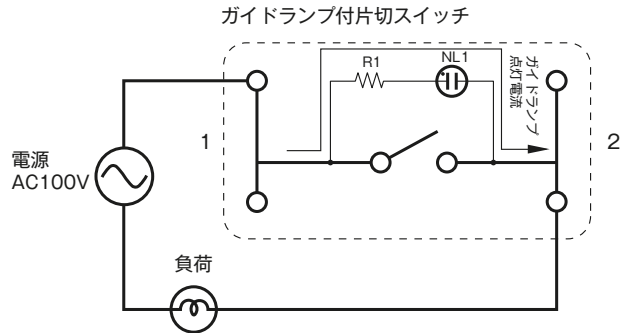 ガイドランプ付片切スイッチ
R1
NL1
ガイドランプ
点灯電流
1
2
電源
AC100V
負荷